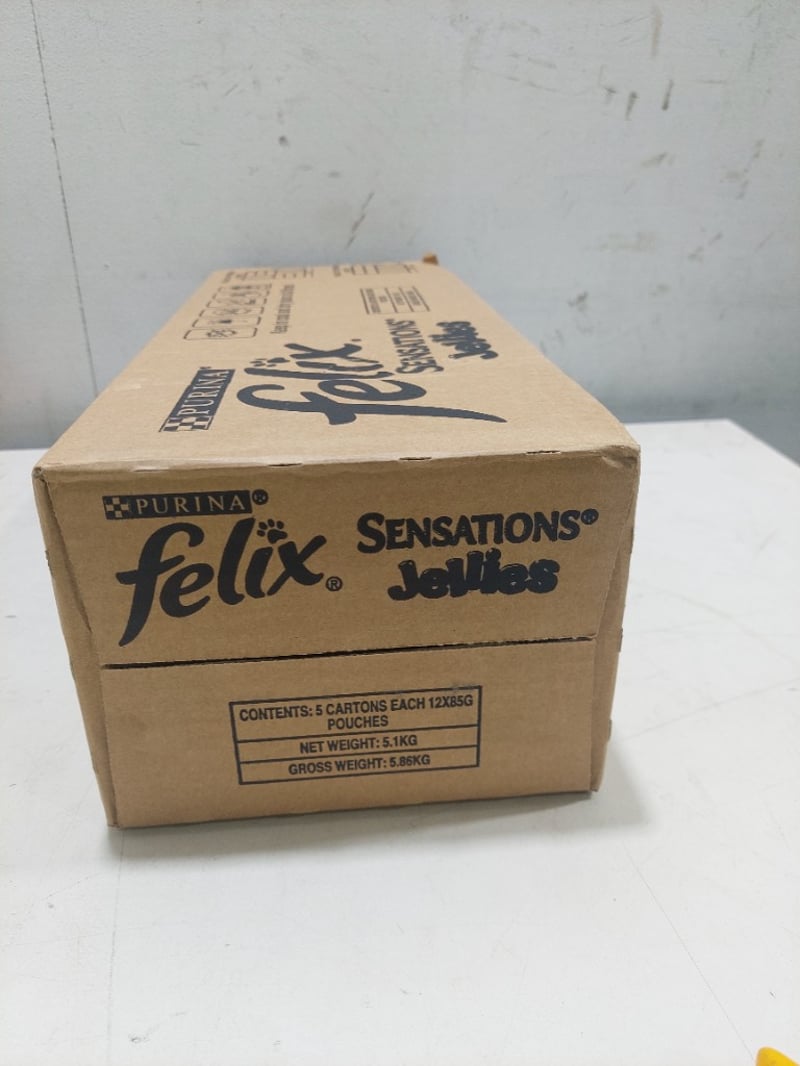 PURINA
felix.
SENSATIONS
Jellies
PURINA®
felix®
SENSATIONS®
Jellies
CONTENTS: 5 CARTONS EACH 12X85G
POUCHES
NET WEIGHT: 5.1KG
GROSS WEIGHT: 5.86KG